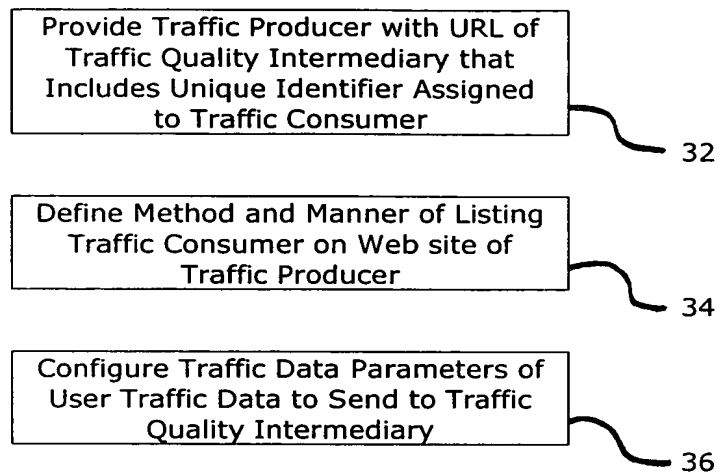 Provide Traffic Producer with URL of
Traffic Quality Intermediary that
Includes Unique Identifier Assigned
to Traffic Consumer
32
Define Method and Manner of Listing
Traffic Consumer on Web site of
Traffic Producer
34
Configure Traffic Data Parameters of
User Traffic Data to Send to Traffic
Quality Intermediary
36